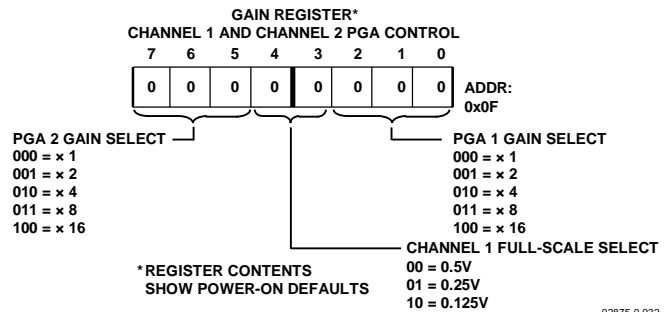 GAIN REGISTER*
CHANNEL 1 AND CHANNEL 2 PGA CONTROL
7 6 5 4 3 2 1 0
0 0 0 0 0 0 0 0
ADDR:
0x0F
PGA 2 GAIN SELECT
000 = × 1
001 = × 2
010 = × 4
011 = × 8
100 = × 16
PGA 1 GAIN SELECT
000 = × 1
001 = × 2
010 = × 4
011 = × 8
100 = × 16
CHANNEL 1 FULL-SCALE SELECT
00 = 0.5V
01 = 0.25V
10 = 0.125V
*REGISTER CONTENTS
SHOW POWER-ON DEFAULTS